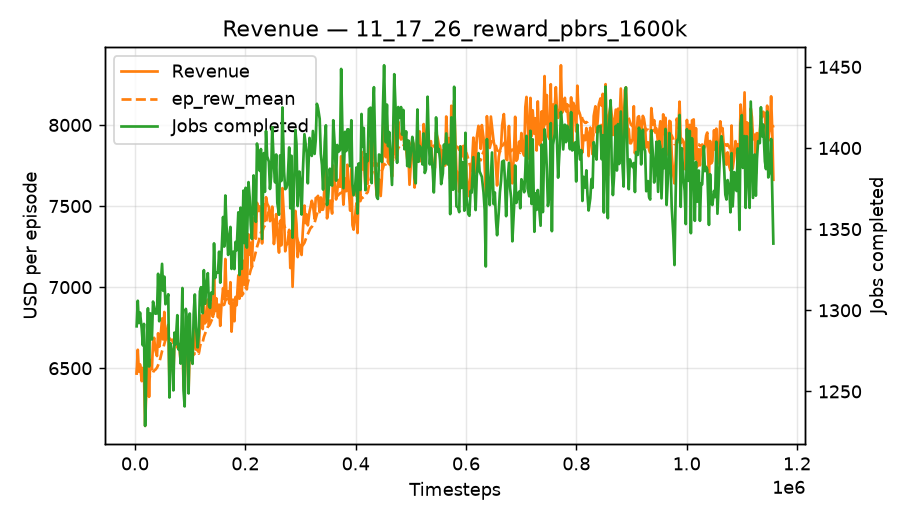 Revenue — 11_17_26_reward_pbrs_1600k
Revenue
ep_rew_mean
Jobs completed
8000
7500
7000
6500
USD per episode
1450
1400
1350
1300
1250
Jobs completed
0.0 0.2 0.4 0.6 0.8 1.0 1.2
1e6
Timesteps